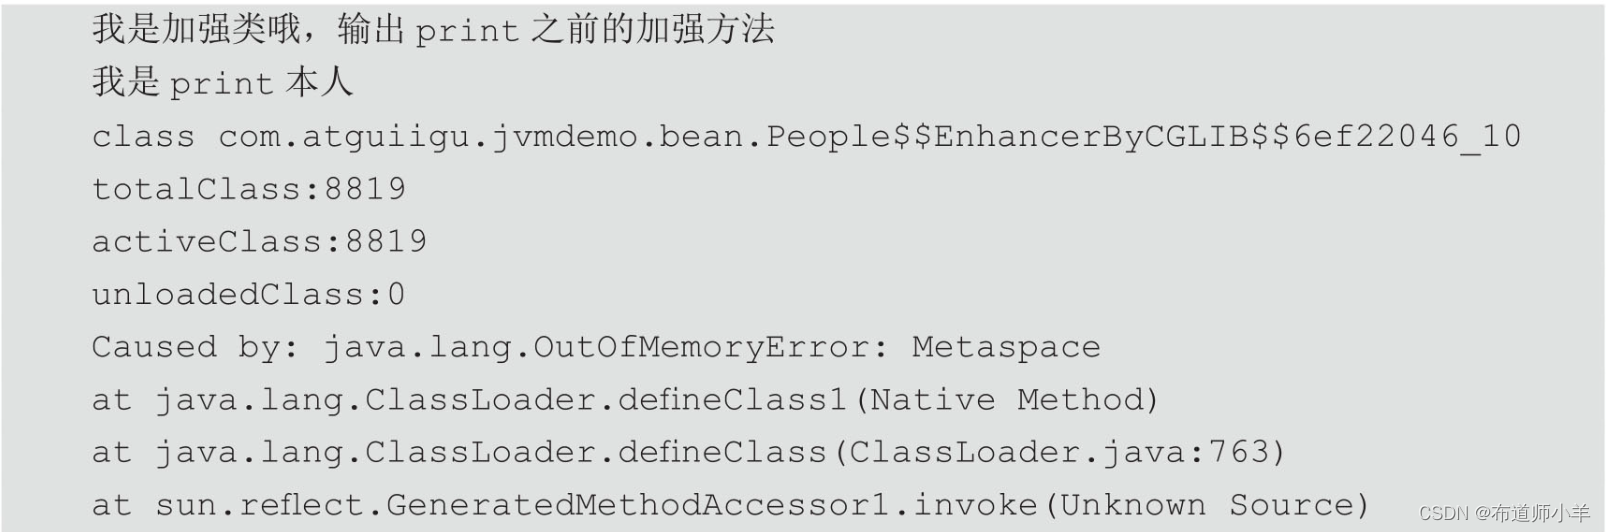 我是加强类哦，输出 print 之前的加强方法
我是 print 本人
class com.atguiigu.jvmdemo.bean.People$$EnhancerByCGLIB$$6ef22046_10
totalClass:8819
activeClass:8819
unloadedClass:0
Caused by: java.lang.OutOfMemoryError: Metaspace
at java.lang.ClassLoader.defineClass1(Native Method)
at java.lang.ClassLoader.defineClass(ClassLoader.java:763)
at sun.reflect.GeneratedMethodAccessor1.invoke(Unknown Source)
CSDN @布道师小羊